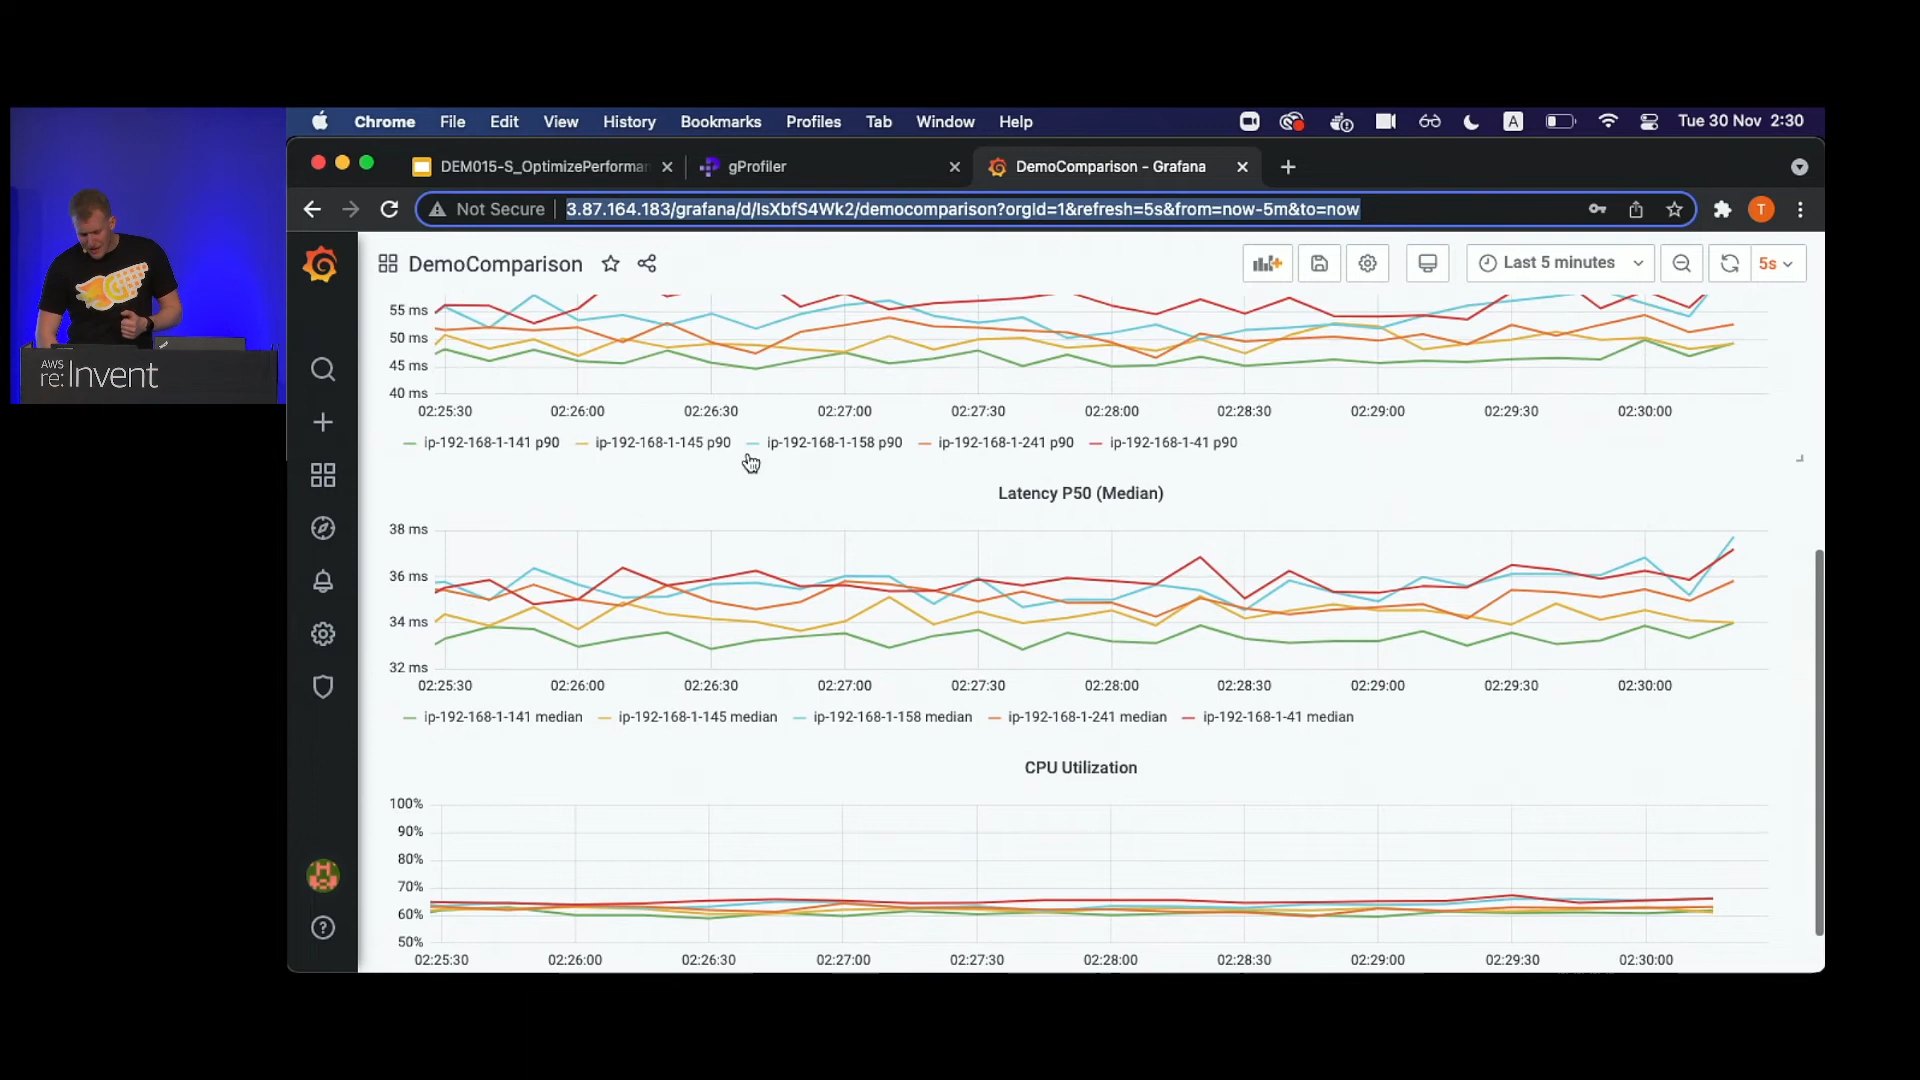 Chrome File Edit View History Bookmarks Profiles Tab Window Help A Tue 30 Nov 2:30
DEM015-S_OptimizePerforma gProfiler DemoComparison - Grafana
Not Secure 3.87.164.183/grafana/d/IsXbfS4Wk2/democomparison?orgId=1&refresh=5s&from=now-5m&to=now T
DemoComparison Last 5 minutes 5s
55 ms
50 ms
45 ms
40 ms
02:25:30 02:26:00 02:26:30 02:27:00 02:27:30 02:28:00 02:28:30 02:29:00 02:29:30 02:30:00
ip-192-168-1-141 p90 ip-192-168-1-145 p90 ip-192-168-1-158 p90 ip-192-168-1-241 p90 ip-192-168-1-41 p90
Latency P50 (Median)
38 ms
36 ms
34 ms
32 ms
02:25:30 02:26:00 02:26:30 02:27:00 02:27:30 02:28:00 02:28:30 02:29:00 02:29:30 02:30:00
ip-192-168-1-141 median ip-192-168-1-145 median ip-192-168-1-158 median ip-192-168-1-241 median ip-192-168-1-41 median
CPU Utilization
100%
90%
80%
70%
60%
50%
02:25:30 02:26:00 02:26:30 02:27:00 02:27:30 02:28:00 02:28:30 02:29:00 02:29:30 02:30:00
AWS
re:Invent